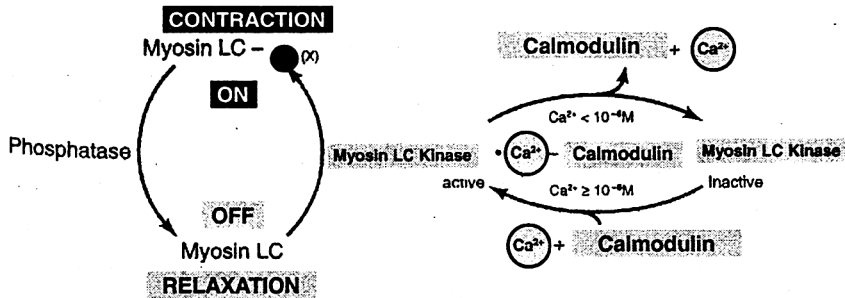 CONTRACTION
Myosin LC – (X)
ON
Phosphatase
OFF
Myosin LC
RELAXATION
Calmodulin + Ca²⁺
Ca²⁺ < 10⁻⁴M
Myosin LC Kinase • Ca²⁺ – Calmodulin Myosin LC Kinase
active Inactive
Ca²⁺ ≥ 10⁻⁶M
Ca²⁺ + Calmodulin